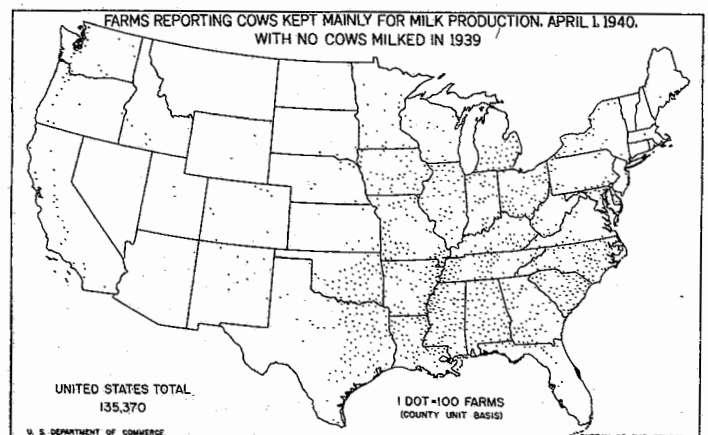 FARMS REPORTING COWS KEPT MAINLY FOR MILK PRODUCTION, APRIL 1, 1940,
WITH NO COWS MILKED IN 1939
UNITED STATES TOTAL
135,370
1 DOT=100 FARMS
(COUNTY UNIT BASIS)
U. S. DEPARTMENT OF COMMERCE